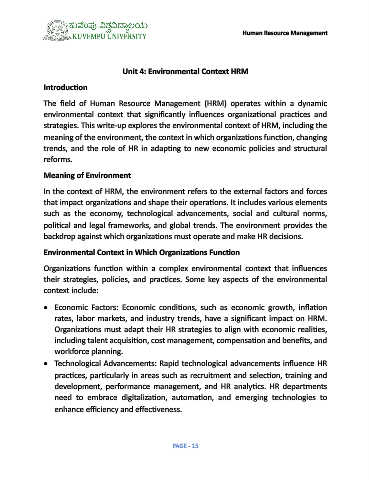 ಕುವೆಂಪು ವಿಶ್ವವಿದ್ಯಾಲಯ
KUVEMPU UNIVERSITY
Human Resource Management
Unit 4: Environmental Context HRM
Introduction
The field of Human Resource Management (HRM) operates within a dynamic
environmental context that significantly influences organizational practices and
strategies. This write-up explores the environmental context of HRM, including the
meaning of the environment, the context in which organizations function, changing
trends, and the role of HR in adapting to new economic policies and structural
reforms.
Meaning of Environment
In the context of HRM, the environment refers to the external factors and forces
that impact organizations and shape their operations. It includes various elements
such as the economy, technological advancements, social and cultural norms,
political and legal frameworks, and global trends. The environment provides the
backdrop against which organizations must operate and make HR decisions.
Environmental Context in Which Organizations Function
Organizations function within a complex environmental context that influences
their strategies, policies, and practices. Some key aspects of the environmental
context include:
• Economic Factors: Economic conditions, such as economic growth, inflation
rates, labor markets, and industry trends, have a significant impact on HRM.
Organizations must adapt their HR strategies to align with economic realities,
including talent acquisition, cost management, compensation and benefits, and
workforce planning.
• Technological Advancements: Rapid technological advancements influence HR
practices, particularly in areas such as recruitment and selection, training and
development, performance management, and HR analytics. HR departments
need to embrace digitalization, automation, and emerging technologies to
enhance efficiency and effectiveness.
PAGE - 13